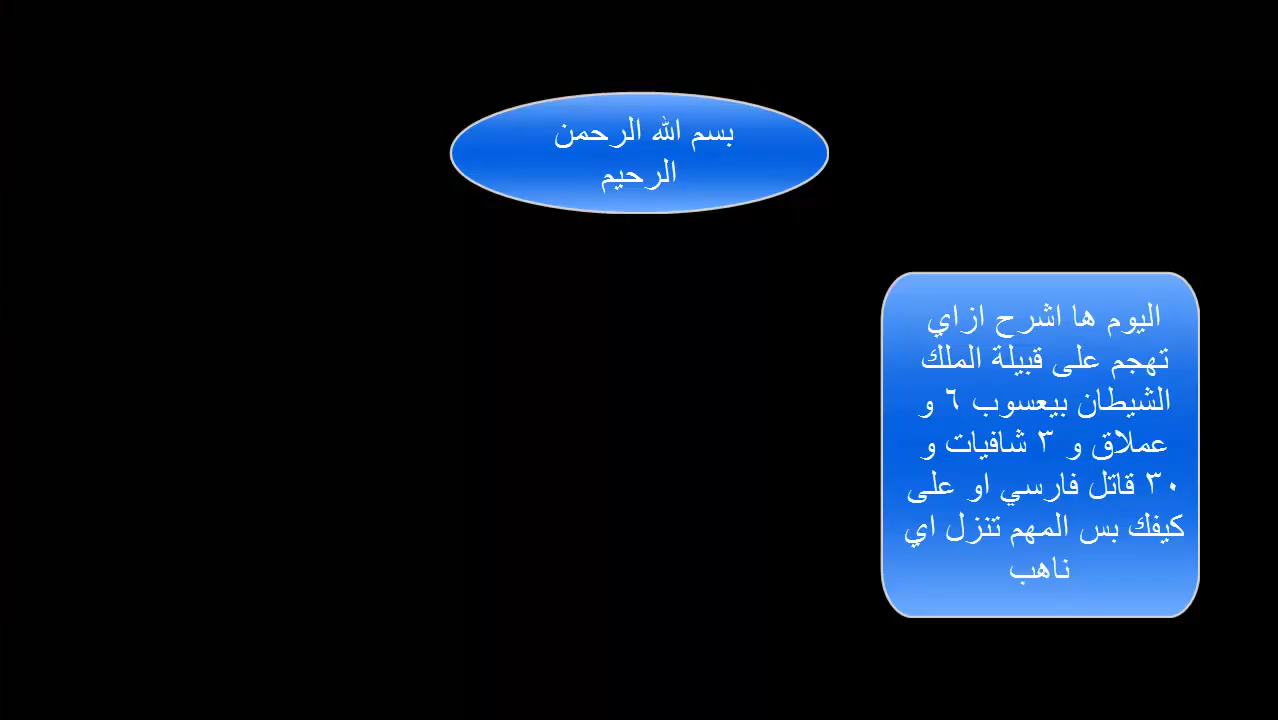 بسم الله الرحمن
الرحيم
اليوم ها اشرح ازاي
تهجم على قبيلة الملك
الشيطان بيعسوب ٦ و
عملاق و ٣ شافيات و
٣٠ قاتل فارسي او على
كيفك بس المهم تنزل اي
ناهب